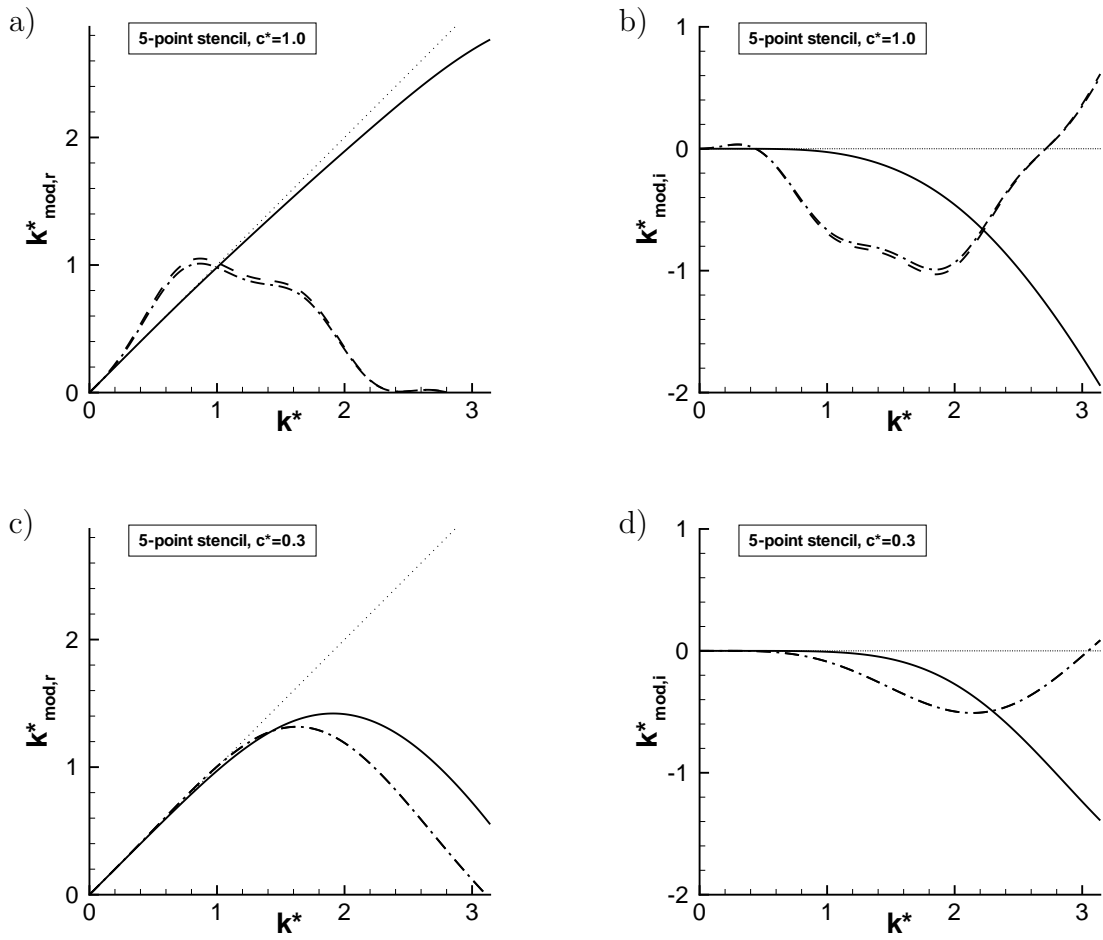 a)
5-point stencil, c*=1.0
k*mod,r
2
1
0
0
1
2
3
k*
b)
5-point stencil, c*=1.0
k*mod,i
1
0
-1
-2
0
1
2
3
k*
c)
5-point stencil, c*=0.3
k*mod,r
2
1
0
0
1
2
3
k*
d)
5-point stencil, c*=0.3
k*mod,i
1
0
-1
-2
0
1
2
3
k*